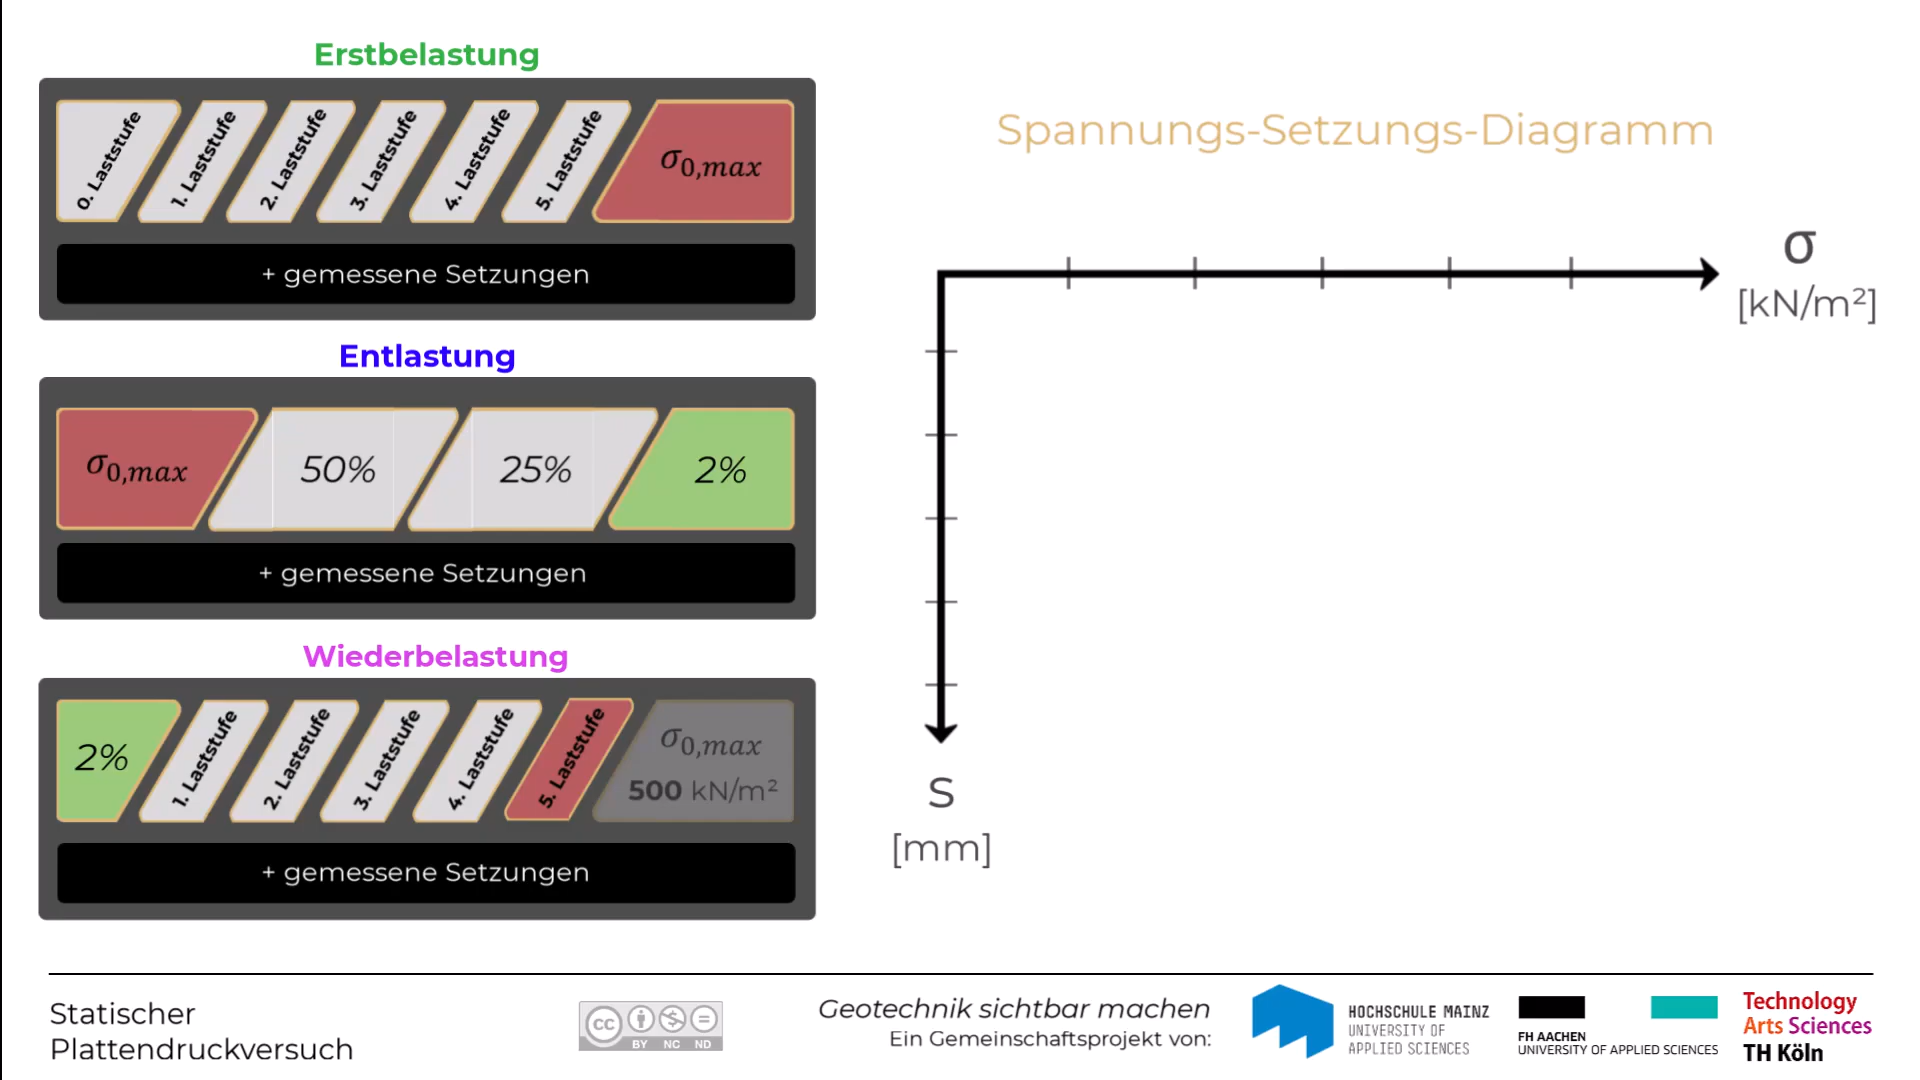 Erstbelastung
0. Laststufe
1. Laststufe
2. Laststufe
3. Laststufe
4. Laststufe
5. Laststufe
σ0,max
+ gemessene Setzungen
Entlastung
σ0,max
50%
25%
2%
+ gemessene Setzungen
Wiederbelastung
2%
1. Laststufe
2. Laststufe
3. Laststufe
4. Laststufe
5. Laststufe
σ0,max
500 kN/m²
+ gemessene Setzungen
Spannungs-Setzungs-Diagramm
σ
[kN/m²]
S
[mm]
Statischer
Plattendruckversuch
cc
BY NC ND
Geotechnik sichtbar machen
Ein Gemeinschaftsprojekt von:
HOCHSCHULE MAINZ
UNIVERSITY OF
APPLIED SCIENCES
FH AACHEN
UNIVERSITY OF APPLIED SCIENCES
Technology
Arts Sciences
TH Köln